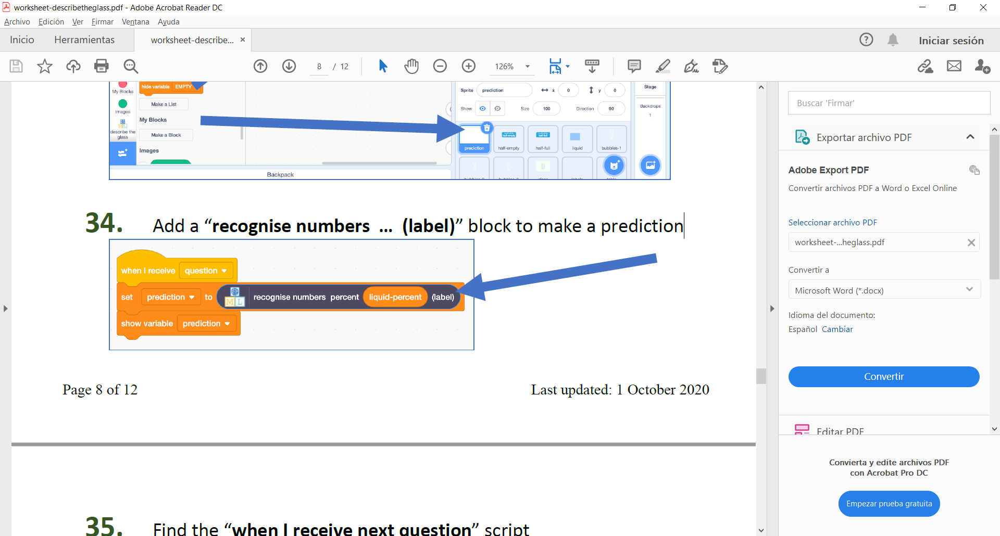 worksheet-describetheglass.pdf - Adobe Acrobat Reader DC
Archivo Edición Ver Firmar Ventana Ayuda
Inicio Herramientas worksheet-describe... Iniciar sesión
8 / 12 126%
hide variable EMPTY
My Blocks
Make a List
Images
My Blocks
describe the
glass
Make a Block
Images
Backpack
Sprite prediction x 0 y 0
Show Size 100 Direction 90
Stage
Backdrops
1
prediction half-empty half-full liquid bubbles-1
34. Add a “recognise numbers ... (label)” block to make a prediction
when I receive question
set prediction to ML recognise numbers percent liquid-percent (label)
show variable prediction
Page 8 of 12 Last updated: 1 October 2020
35. Find the “when I receive next question” script
Buscar 'Firmar'
Exportar archivo PDF
Adobe Export PDF
Convertir archivos PDF a Word o Excel Online
Seleccionar archivo PDF
worksheet-...heglass.pdf
Convertir a
Microsoft Word (*.docx)
Idioma del documento:
Español Cambiar
Convertir
Editar PDF
Convierta y edite archivos PDF
con Acrobat Pro DC
Empezar prueba gratuita